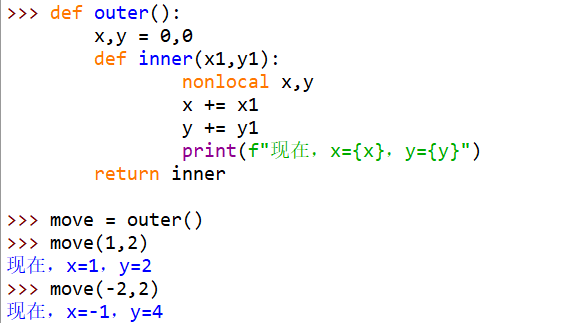 >>> def outer():
        x,y = 0,0
        def inner(x1,y1):
                nonlocal x,y
                x += x1
                y += y1
                print(f"现在，x={x}，y={y}")
        return inner

>>> move = outer()
>>> move(1,2)
现在，x=1，y=2
>>> move(-2,2)
现在，x=-1，y=4